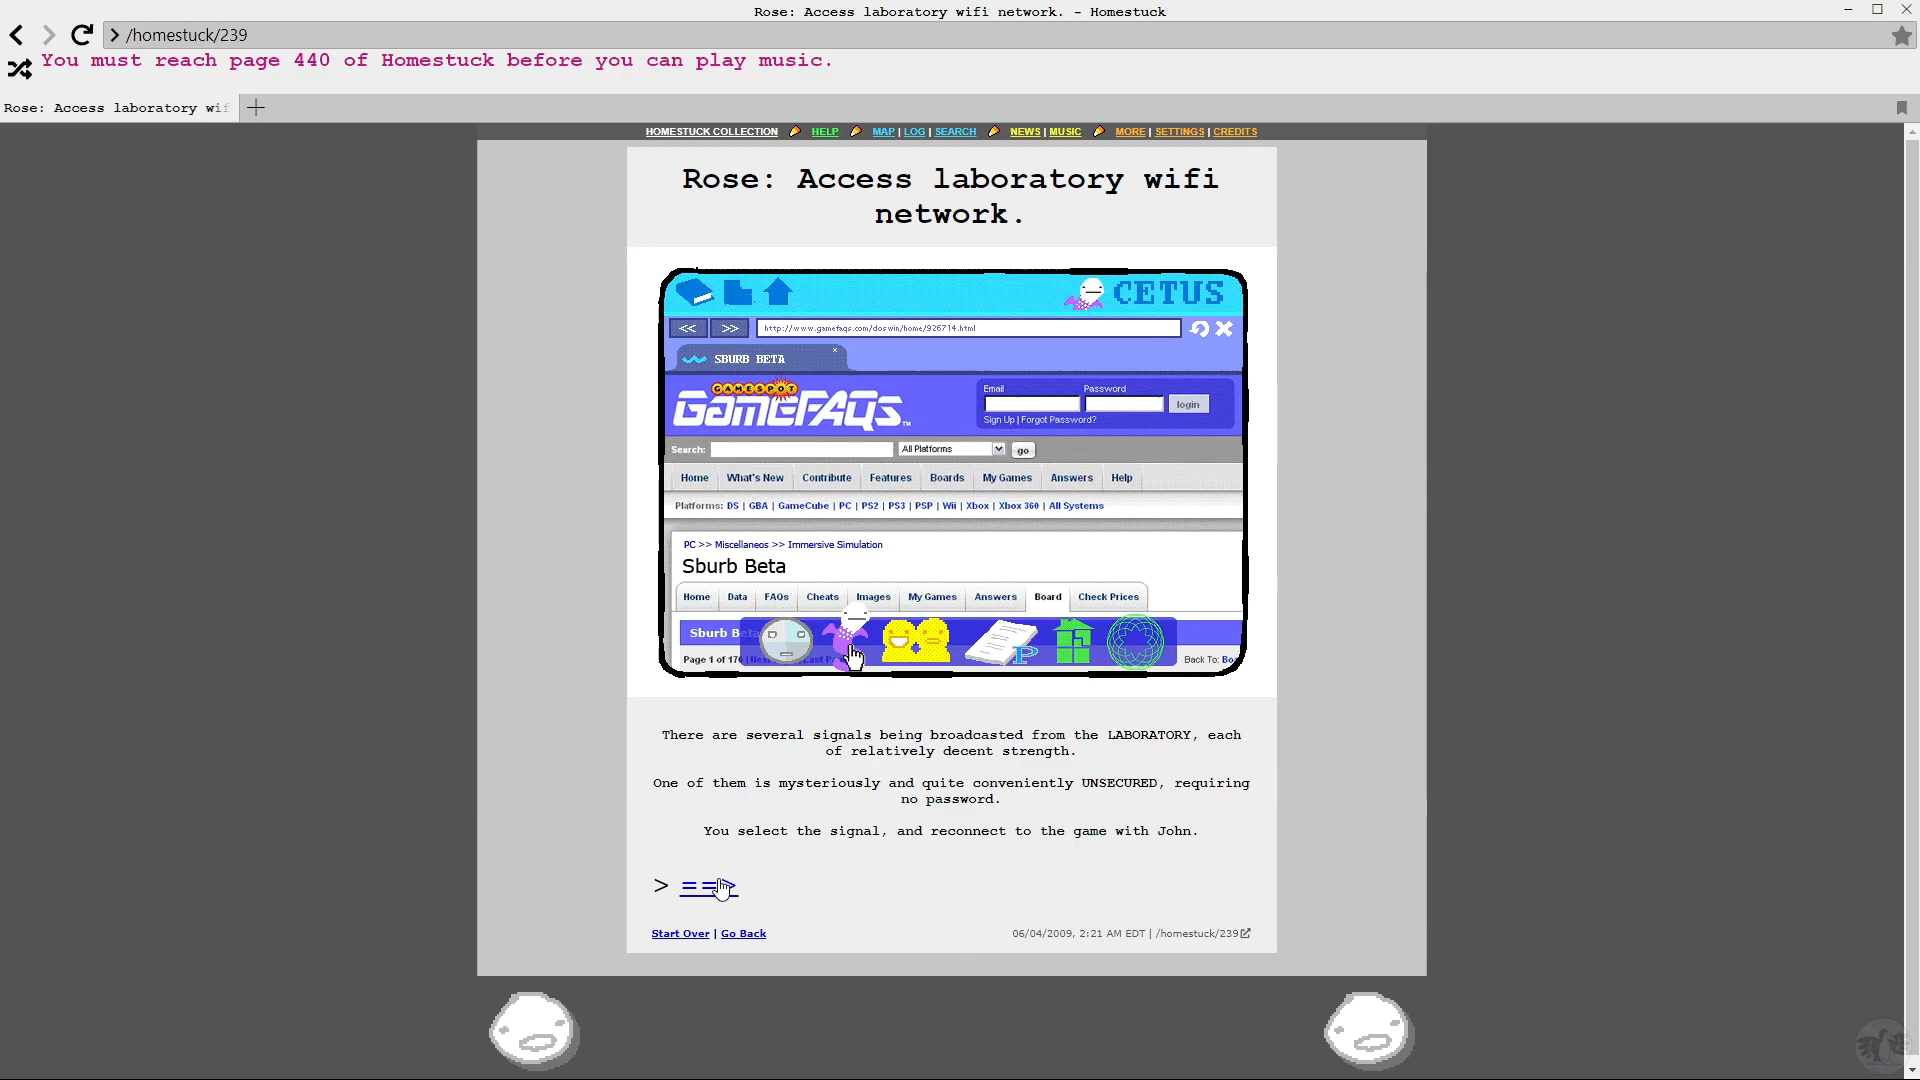 Rose: Access laboratory wifi network. - Homestuck
/homestuck/239
You must reach page 440 of Homestuck before you can play music.
Rose: Access laboratory wif
HOMESTUCK COLLECTION HELP MAP | LOG | SEARCH NEWS | MUSIC MORE | SETTINGS | CREDITS
Rose: Access laboratory wifi
network.
CETUS
<< >> http://www.gamefaqs.com/doswin/home/926714.html
SBURB BETA
GAMESPOT
GameFAQs™
Email Password
login
Sign Up | Forgot Password?
Search: All Platforms go
Home What's New Contribute Features Boards My Games Answers Help
Platforms: DS | GBA | GameCube | PC | PS2 | PS3 | PSP | Wii | Xbox | Xbox 360 | All Systems
PC >> Miscellaneos >> Immersive Simulation
Sburb Beta
Home Data FAQs Cheats Images My Games Answers Board Check Prices
Sburb Be
P
Page 1 of 170 Back To: Bo
There are several signals being broadcasted from the LABORATORY, each
of relatively decent strength.
One of them is mysteriously and quite conveniently UNSECURED, requiring
no password.
You select the signal, and reconnect to the game with John.
> ==>
Start Over | Go Back
06/04/2009, 2:21 AM EDT | /homestuck/239